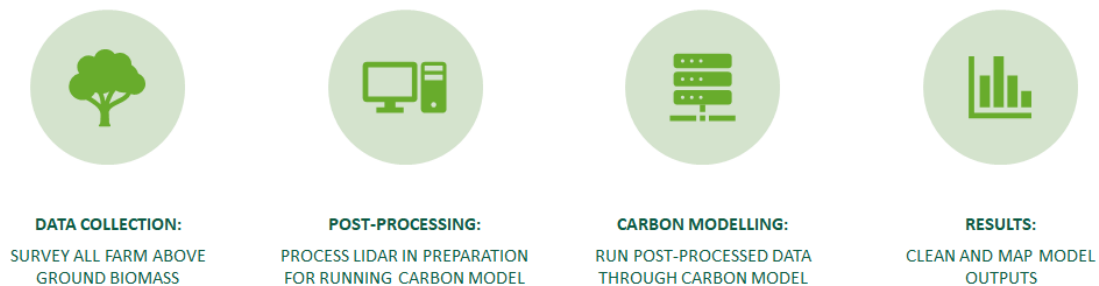 DATA COLLECTION:
SURVEY ALL FARM ABOVE
GROUND BIOMASS
POST-PROCESSING:
PROCESS LIDAR IN PREPARATION
FOR RUNNING CARBON MODEL
CARBON MODELLING:
RUN POST-PROCESSED DATA
THROUGH CARBON MODEL
RESULTS:
CLEAN AND MAP MODEL
OUTPUTS